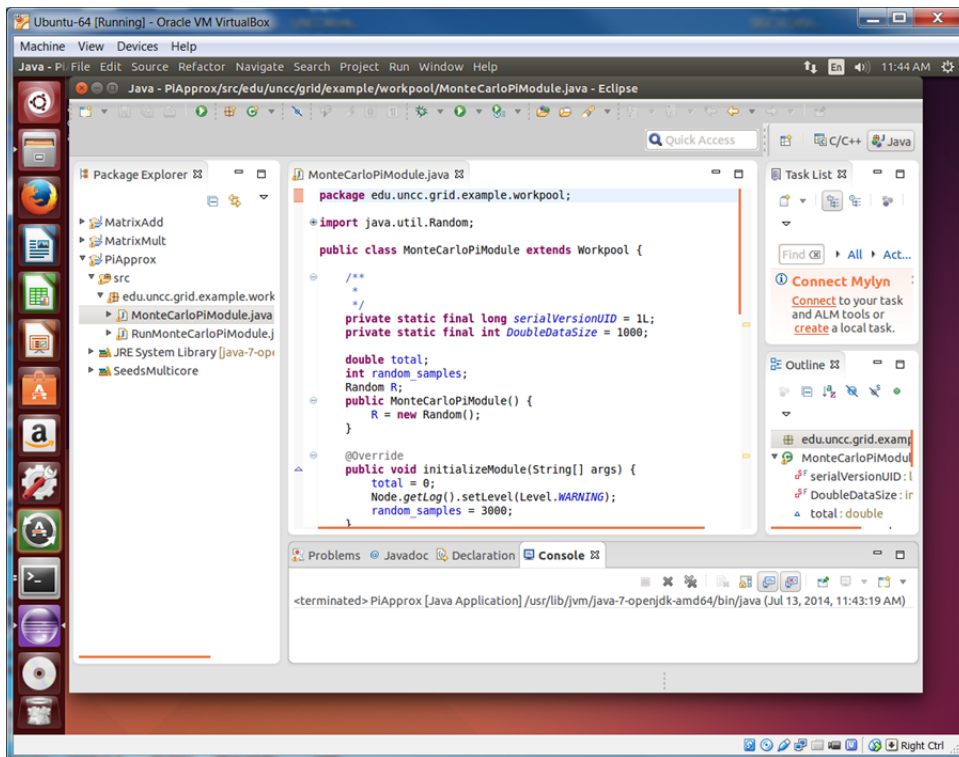 Ubuntu-64 [Running] - Oracle VM VirtualBox
Machine View Devices Help
Java - Pi File Edit Source Refactor Navigate Search Project Run Window Help En 11:44 AM
Java - PiApprox/src/edu/uncc/grid/example/workpool/MonteCarloPiModule.java - Eclipse
Quick Access C/C++ Java
Package Explorer
MatrixAdd
MatrixMult
PiApprox
src
edu.uncc.grid.example.work
MonteCarloPiModule.java
RunMonteCarloPiModule.j
JRE System Library [java-7-ope
SeedsMulticore
MonteCarloPiModule.java
package edu.uncc.grid.example.workpool;
import java.util.Random;
public class MonteCarloPiModule extends Workpool {
/**
*
*/
private static final long serialVersionUID = 1L;
private static final int DoubleDataSize = 1000;
double total;
int random_samples;
Random R;
public MonteCarloPiModule() {
R = new Random();
}
@Override
public void initializeModule(String[] args) {
total = 0;
Node.getLog().setLevel(Level.WARNING);
random_samples = 3000;
}
Task List
Find All Act...
Connect Mylyn
Connect to your task
and ALM tools or
create a local task.
Outline
edu.uncc.grid.examp
MonteCarloPiModul
SF serialVersionUID : l
SF DoubleDataSize : in
total : double
Problems @ Javadoc Declaration Console
<terminated> PiApprox [Java Application] /usr/lib/jvm/java-7-openjdk-amd64/bin/java (Jul 13, 2014, 11:43:19 AM)
Right Ctrl